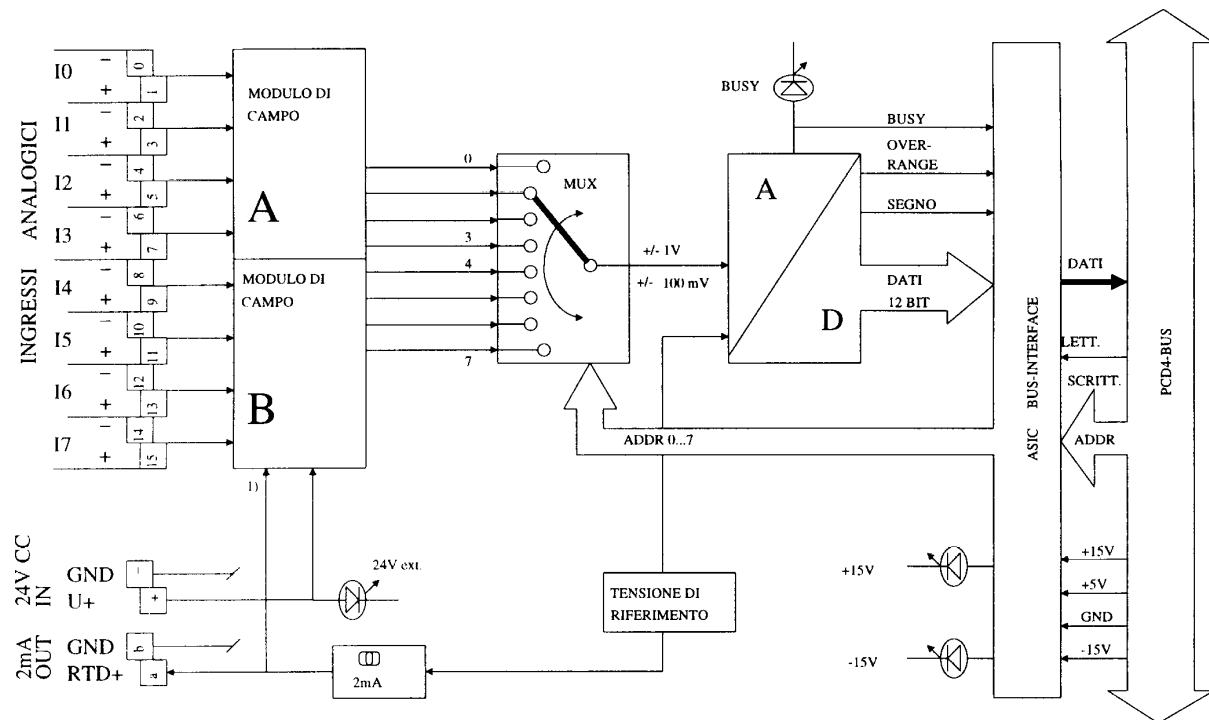 INGRESSI ANALOGICI
I0
−
+
0
1
I1
−
+
2
3
I2
−
+
4
5
I3
−
+
6
7
I4
−
+
8
9
I5
−
+
10
11
I6
−
+
12
13
I7
−
+
14
15
MODULO DI
CAMPO
A
MODULO DI
CAMPO
B
1)
0
3
4
7
MUX
+/- 1V
+/- 100 mV
BUSY
A
D
BUSY
OVER-
RANGE
SEGNO
DATI
12 BIT
ADDR 0...7
ASIC BUS-INTERFACE
DATI
LETT.
SCRITT.
ADDR
PCD4-BUS
+15V
+5V
GND
-15V
+15V
-15V
24V CC
IN
GND
−
U+
+
24V ext.
2mA
OUT
GND
b
RTD+
a
2mA
TENSIONE DI
RIFERIMENTO